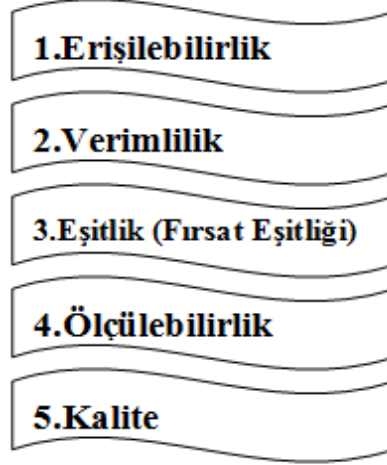 1.Erişilebilirlik
2.Verimlilik
3.Eşitlik (Fırsat Eşitliği)
4.Ölçülebilirlik
5.Kalite